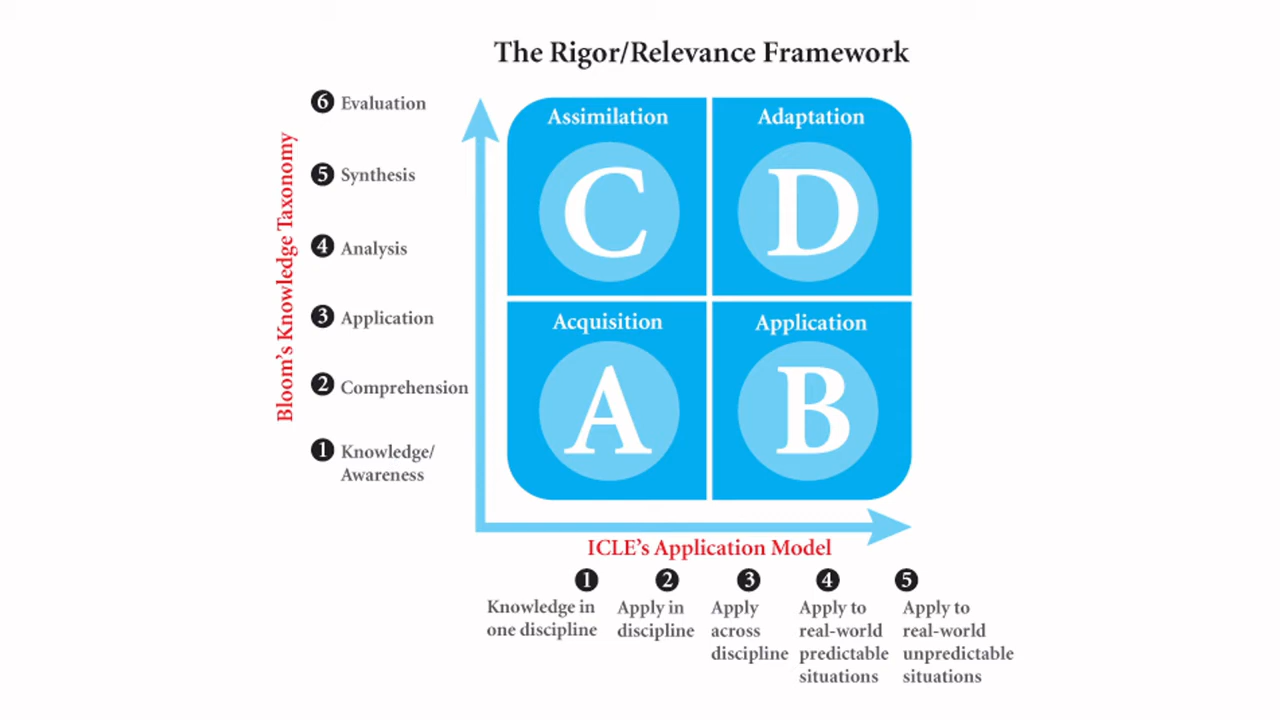 The Rigor/Relevance Framework
Bloom's Knowledge Taxonomy
6 Evaluation
5 Synthesis
4 Analysis
3 Application
2 Comprehension
1 Knowledge/
Awareness
Assimilation
C
Adaptation
D
Acquisition
A
Application
B
ICLE's Application Model
1
Knowledge in
one discipline
2
Apply in
discipline
3
Apply
across
discipline
4
Apply to
real-world
predictable
situations
5
Apply to
real-world
unpredictable
situations